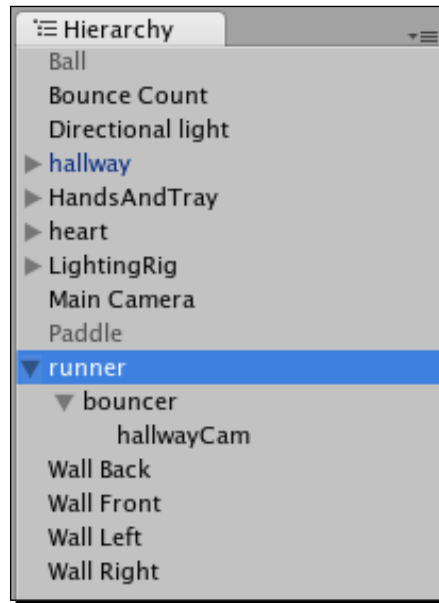 Hierarchy
Ball
Bounce Count
Directional light
hallway
HandsAndTray
heart
LightingRig
Main Camera
Paddle
runner
bouncer
hallwayCam
Wall Back
Wall Front
Wall Left
Wall Right